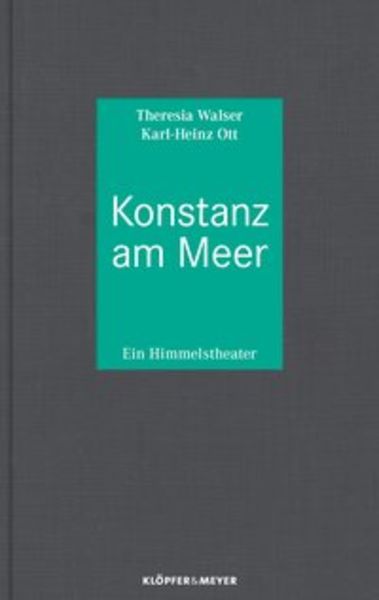 Theresia Walser
Karl-Heinz Ott
Konstanz
am Meer
Ein Himmelstheater
KLÖPFER&MEYER